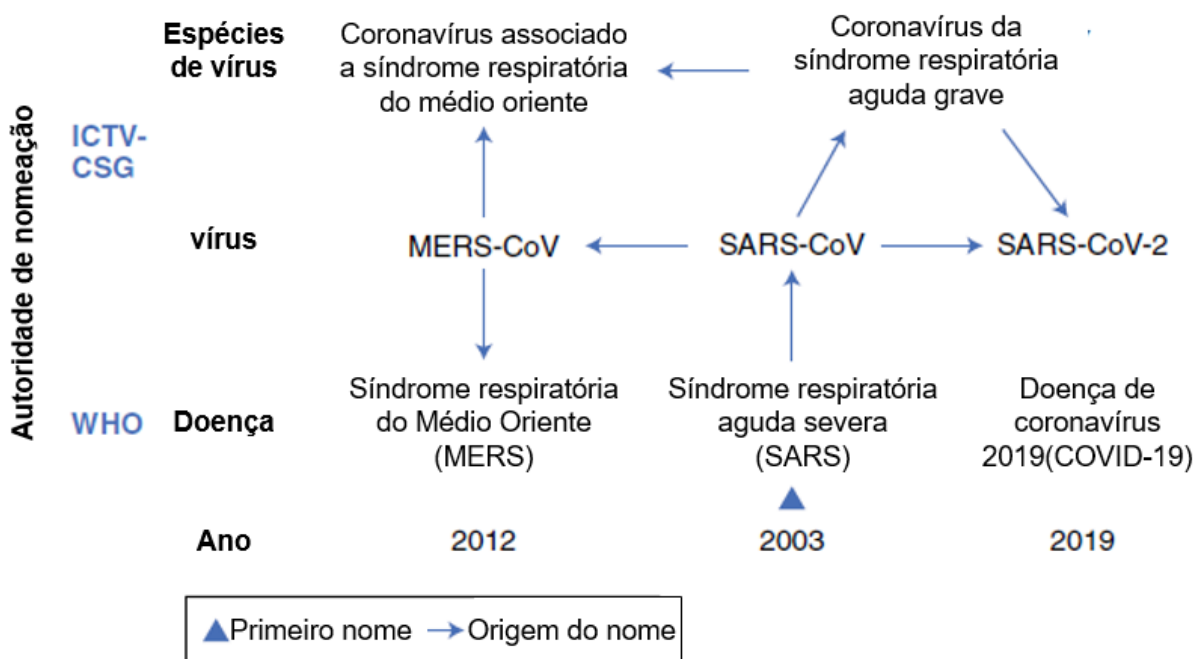 Autoridade de nomeação
Espécies
de vírus
Coronavírus associado
a síndrome respiratória
do médio oriente
Coronavírus da
síndrome respiratória
aguda grave
ICTV-
CSG
vírus
MERS-CoV
SARS-CoV
SARS-CoV-2
WHO
Doença
Síndrome respiratória
do Médio Oriente
(MERS)
Síndrome respiratória
aguda severa
(SARS)
Doença de
coronavírus
2019(COVID-19)
Ano
2012
2003
2019
Primeiro nome
Origem do nome